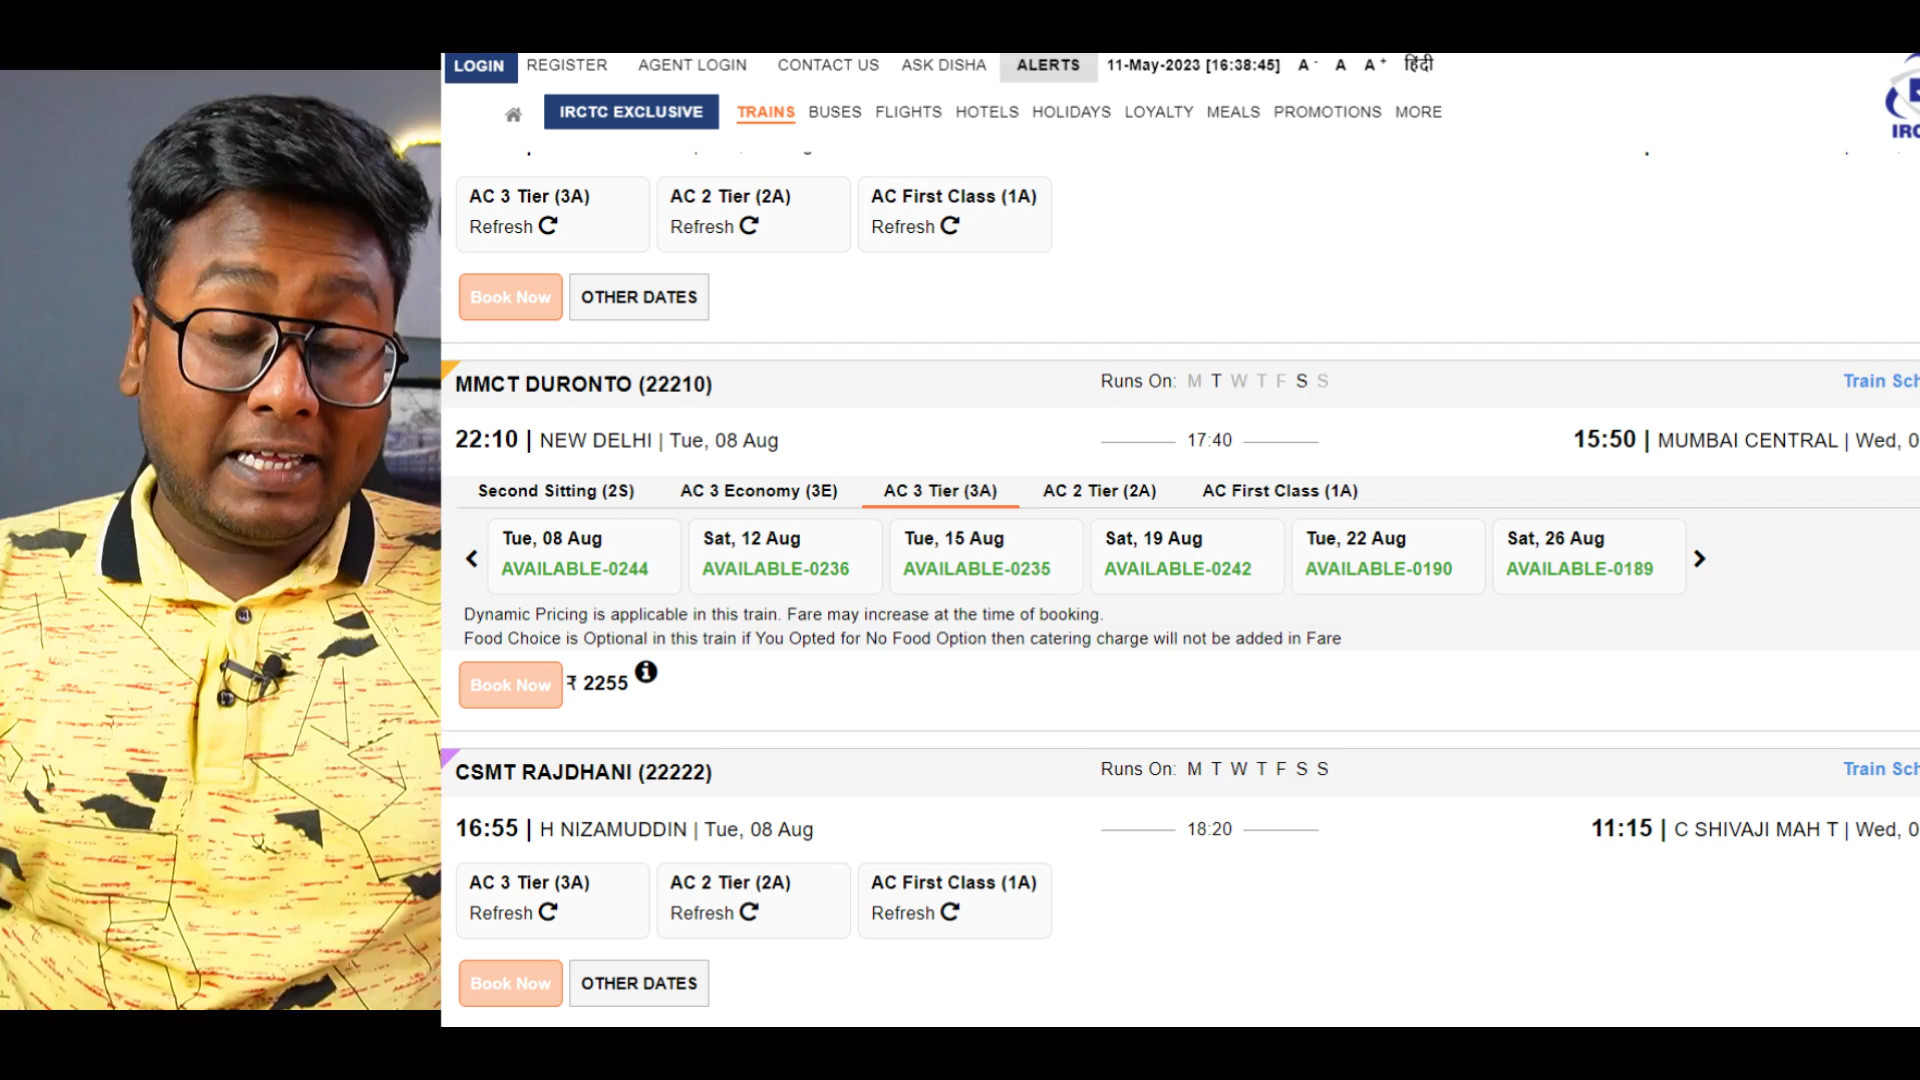 LOGIN REGISTER AGENT LOGIN CONTACT US ASK DISHA ALERTS 11-May-2023 [16:38:45] A- A A+ हिंदी
IRCTC EXCLUSIVE TRAINS BUSES FLIGHTS HOTELS HOLIDAYS LOYALTY MEALS PROMOTIONS MORE
AC 3 Tier (3A) AC 2 Tier (2A) AC First Class (1A)
Refresh Refresh Refresh
Book Now OTHER DATES
MMCT DURONTO (22210) Runs On: M T W T F S S Train Sch
22:10 | NEW DELHI | Tue, 08 Aug 17:40 15:50 | MUMBAI CENTRAL | Wed, 0
Second Sitting (2S) AC 3 Economy (3E) AC 3 Tier (3A) AC 2 Tier (2A) AC First Class (1A)
Tue, 08 Aug Sat, 12 Aug Tue, 15 Aug Sat, 19 Aug Tue, 22 Aug Sat, 26 Aug
AVAILABLE-0244 AVAILABLE-0236 AVAILABLE-0235 AVAILABLE-0242 AVAILABLE-0190 AVAILABLE-0189
Dynamic Pricing is applicable in this train. Fare may increase at the time of booking.
Food Choice is Optional in this train if You Opted for No Food Option then catering charge will not be added in Fare
Book Now ₹ 2255
CSMT RAJDHANI (22222) Runs On: M T W T F S S Train Sch
16:55 | H NIZAMUDDIN | Tue, 08 Aug 18:20 11:15 | C SHIVAJI MAH T | Wed, 0
AC 3 Tier (3A) AC 2 Tier (2A) AC First Class (1A)
Refresh Refresh Refresh
Book Now OTHER DATES